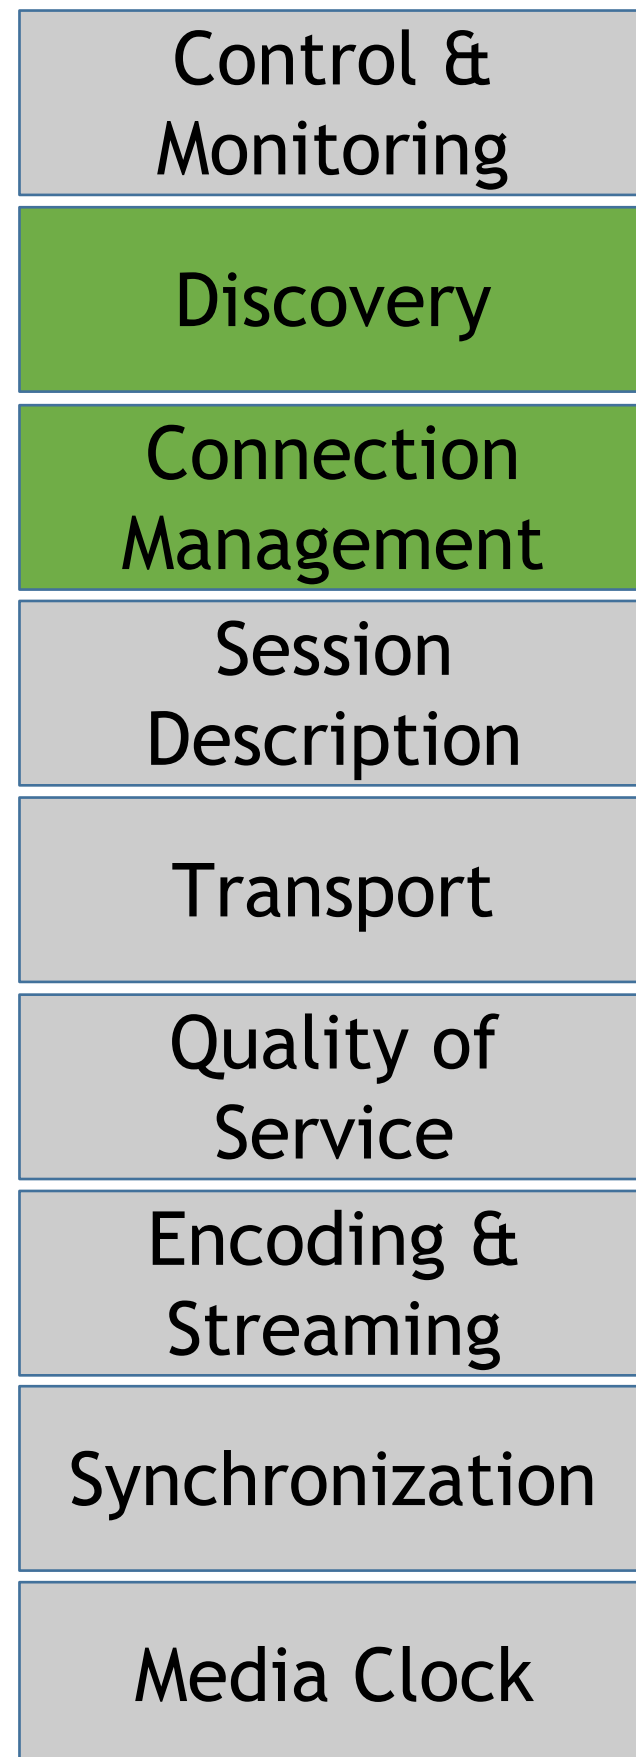 Control &
Monitoring
Discovery
Connection
Management
Session
Description
Transport
Quality of
Service
Encoding &
Streaming
Synchronization
Media Clock